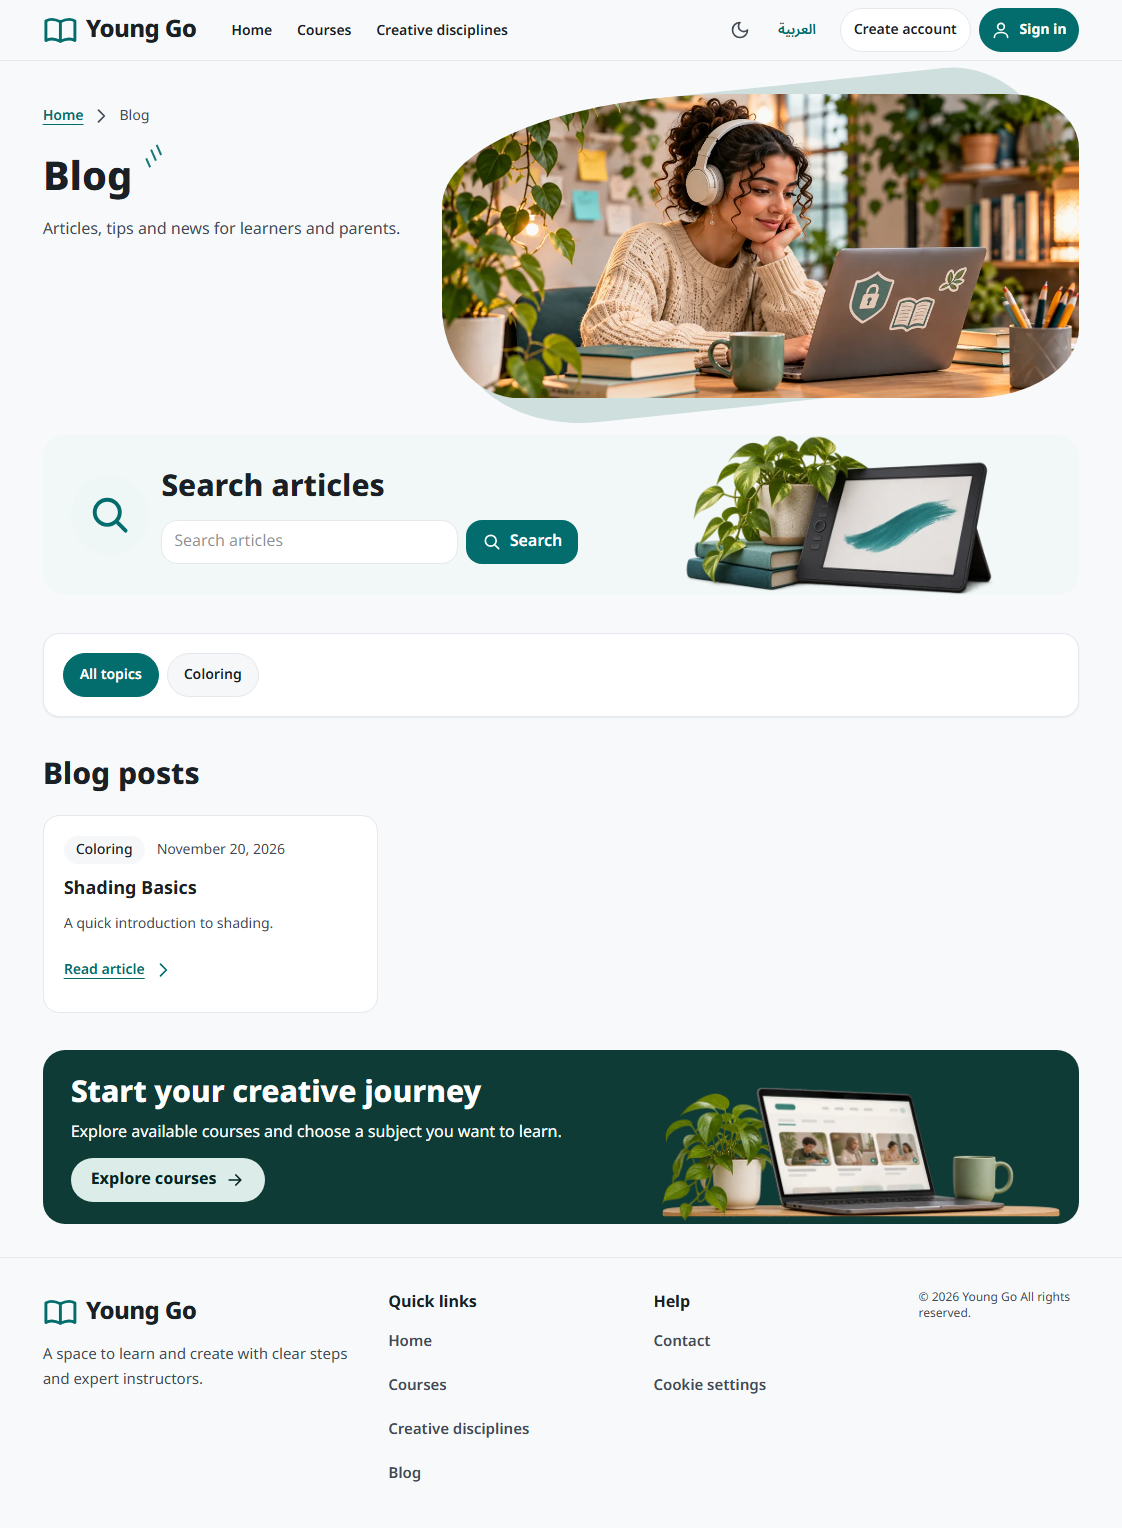 Young Go
Home
Courses
Creative disciplines
العربية
Create account
Sign in
Home
Blog
Blog
Articles, tips and news for learners and parents.
Search articles
Search articles
Search
All topics
Coloring
Blog posts
Coloring
November 20, 2026
Shading Basics
A quick introduction to shading.
Read article
Start your creative journey
Explore available courses and choose a subject you want to learn.
Explore courses
Young Go
A space to learn and create with clear steps
and expert instructors.
Quick links
Home
Courses
Creative disciplines
Blog
Help
Contact
Cookie settings
© 2026 Young Go All rights
reserved.